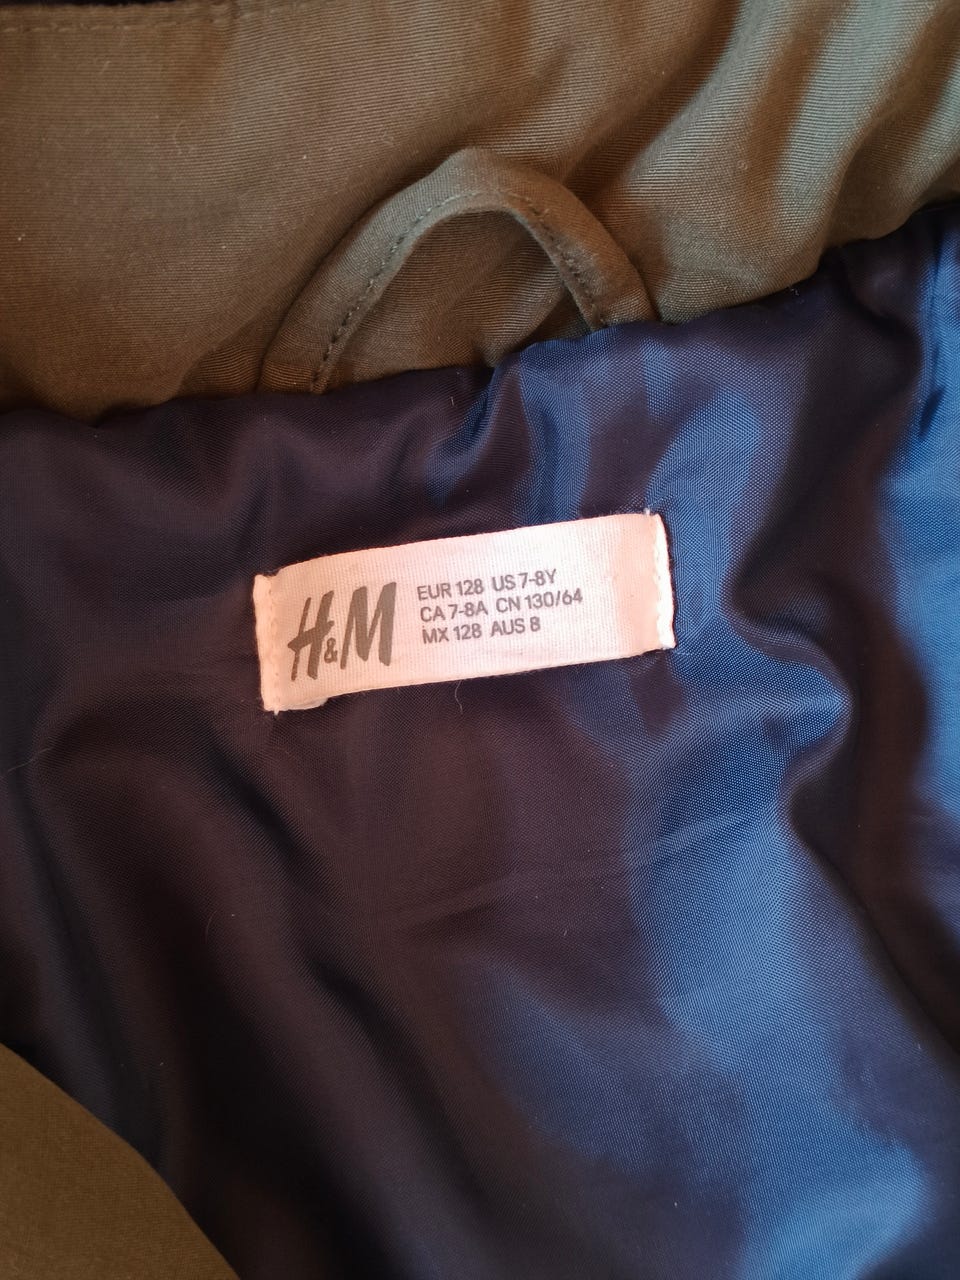 H&M
EUR 128 US 7-8Y
CA 7-8A CN 130/64
MX 128 AUS 8